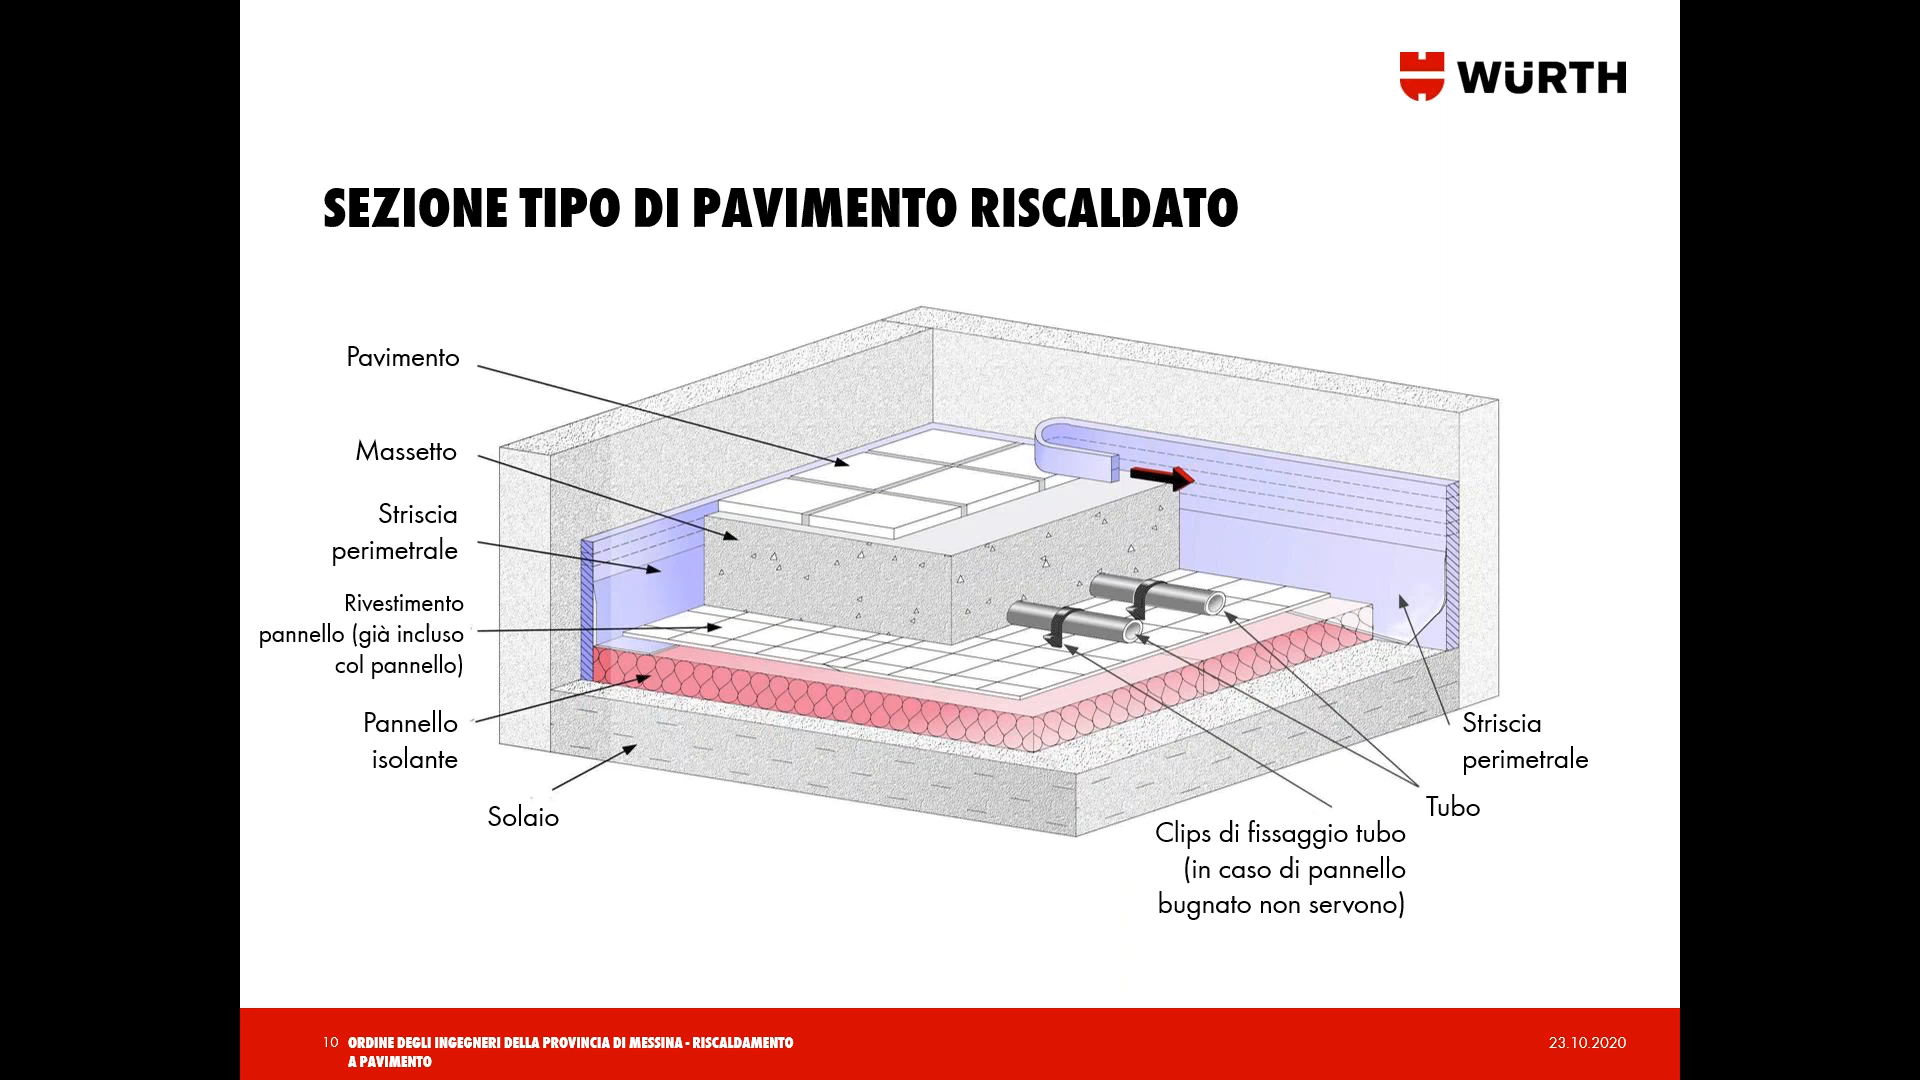 WÜRTH
SEZIONE TIPO DI PAVIMENTO RISCALDATO
Pavimento
Massetto
Striscia
perimetrale
Rivestimento
pannello (già incluso
col pannello)
Pannello
isolante
Solaio
Striscia
perimetrale
Tubo
Clips di fissaggio tubo
(in caso di pannello
bugnato non servono)
10 ORDINE DEGLI INGEGNERI DELLA PROVINCIA DI MESSINA - RISCALDAMENTO
A PAVIMENTO
23.10.2020